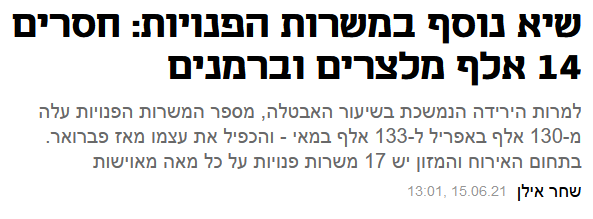 שיא נוסף במשרות הפנויות: חסרים
14 אלף מלצרים וברמנים
למרות הירידה הנמשכת בשיעור האבטלה, מספר המשרות הפנויות עלה
מ-130 אלף באפריל ל-133 אלף במאי - והכפיל את עצמו מאז פברואר.
בתחום האירוח והמזון יש 17 משרות פנויות על כל מאה מאוישות
שחר אילן 15.06.21, 13:01